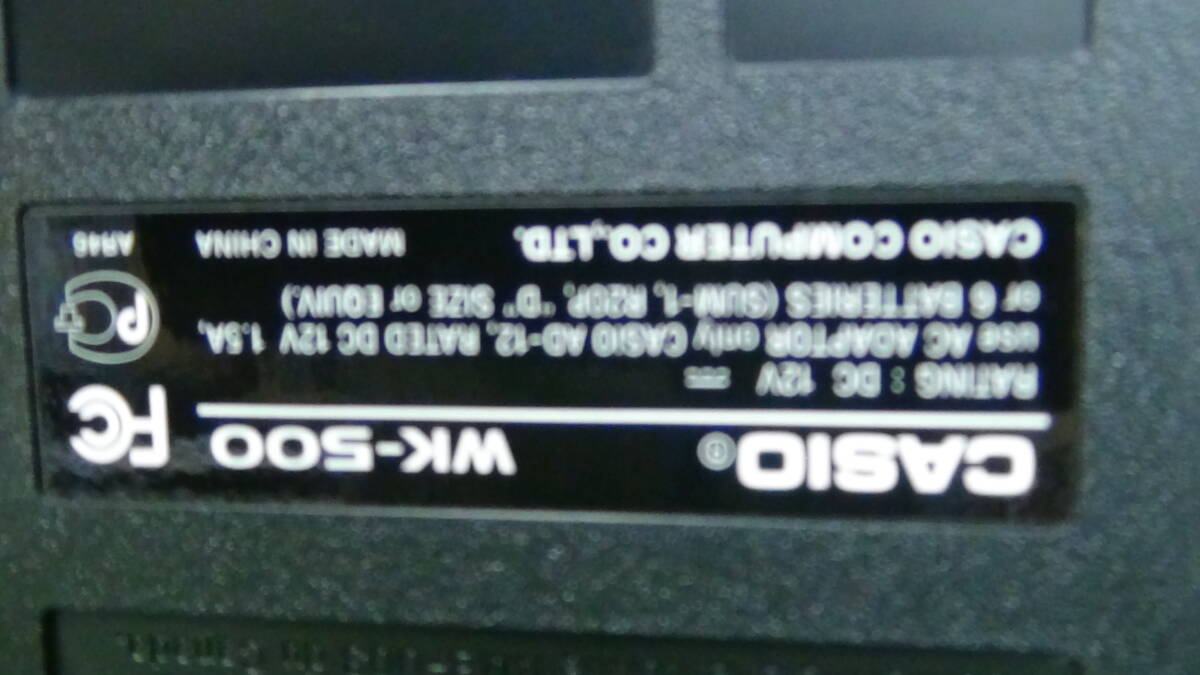 CASIO® WK-500 FC
RATING : DC 12V
use AC ADAPTOR only CASIO AD-12, RATED DC 12V 1.5A,
or 6 BATTERIES (SUM-1, R20P, "D" SIZE or EQUIV.)
CASIO COMPUTER CO.,LTD. MADE IN CHINA